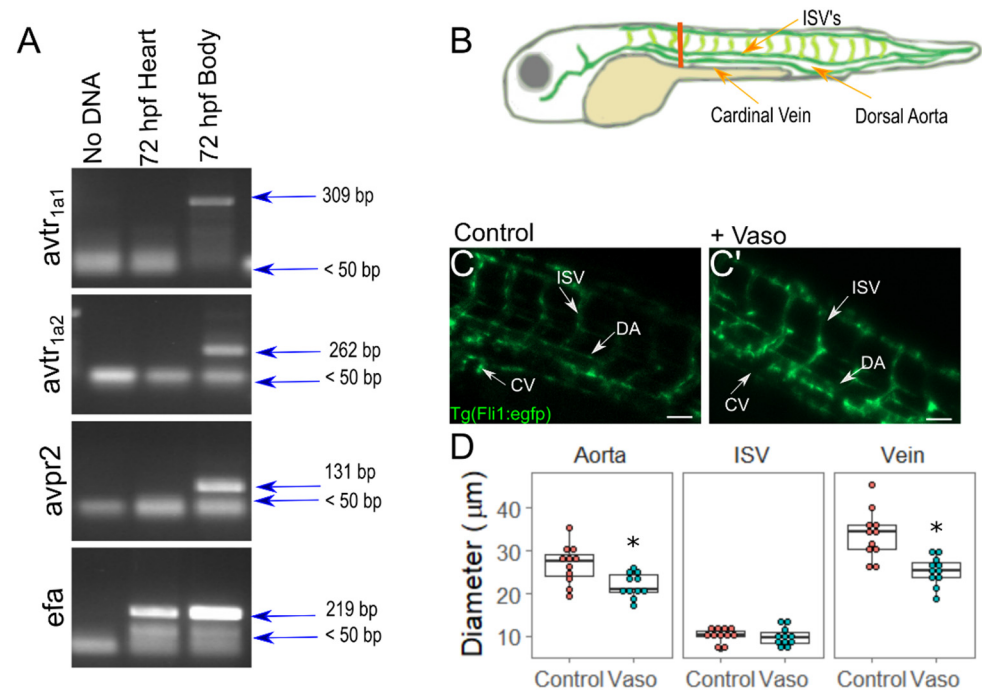 A
No DNA
72 hpf Heart
72 hpf Body
avtr1a1
309 bp
< 50 bp
avtr1a2
262 bp
< 50 bp
avpr2
131 bp
< 50 bp
efa
219 bp
< 50 bp
B
ISV's
Cardinal Vein
Dorsal Aorta
Control
C
ISV
DA
CV
Tg(Fli1:egfp)
+ Vaso
C'
ISV
DA
CV
D
Aorta
ISV
Vein
Diameter ( μm)
40
30
20
10
*
*
Control Vaso
Control Vaso
Control Vaso